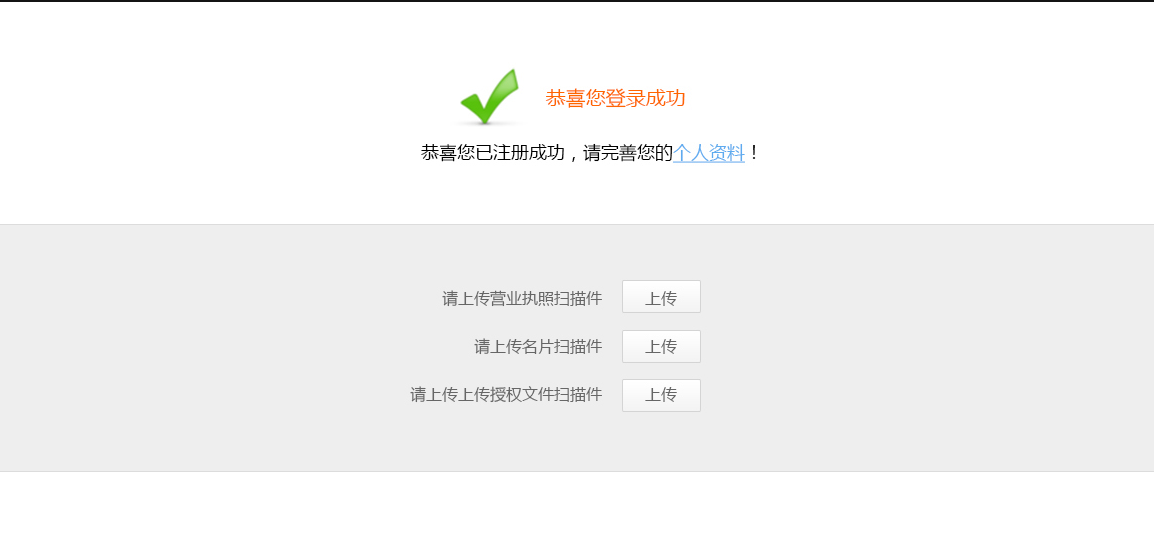 恭喜您登录成功
恭喜您已注册成功，请完善您的个人资料！
请上传营业执照扫描件 上传
请上传名片扫描件 上传
请上传上传授权文件扫描件 上传